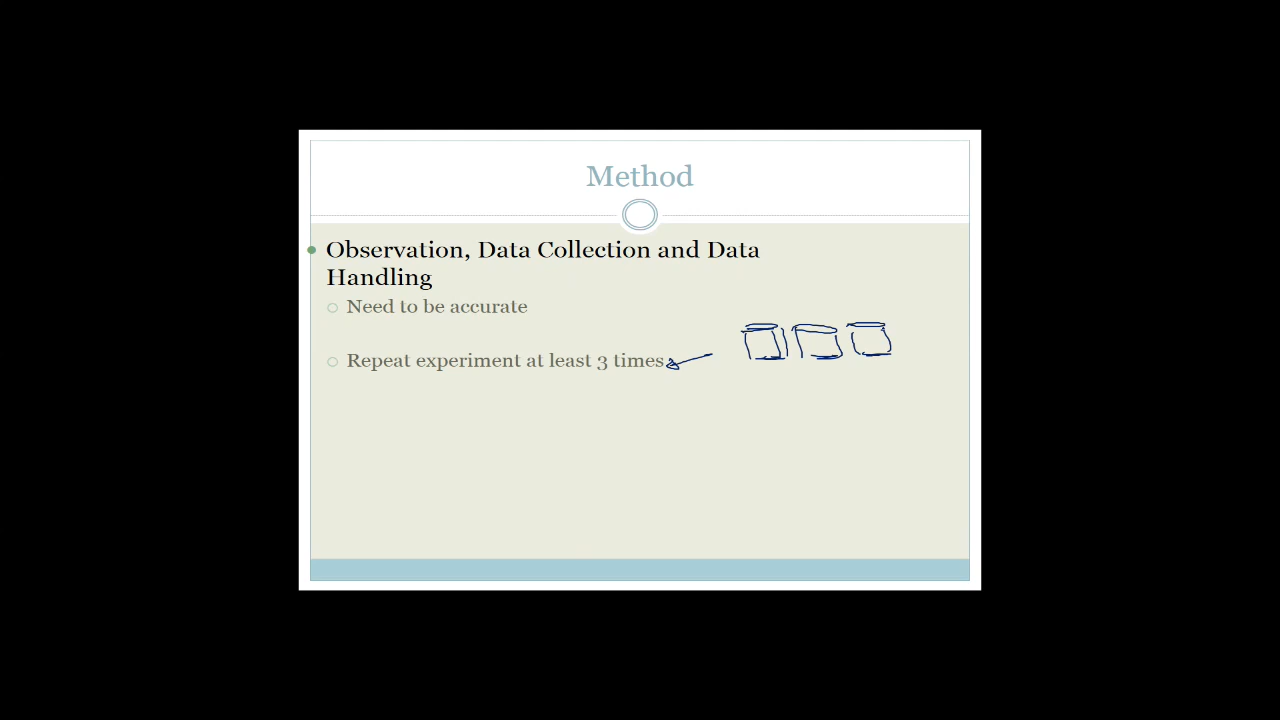 Method
Observation, Data Collection and Data
Handling
Need to be accurate
Repeat experiment at least 3 times